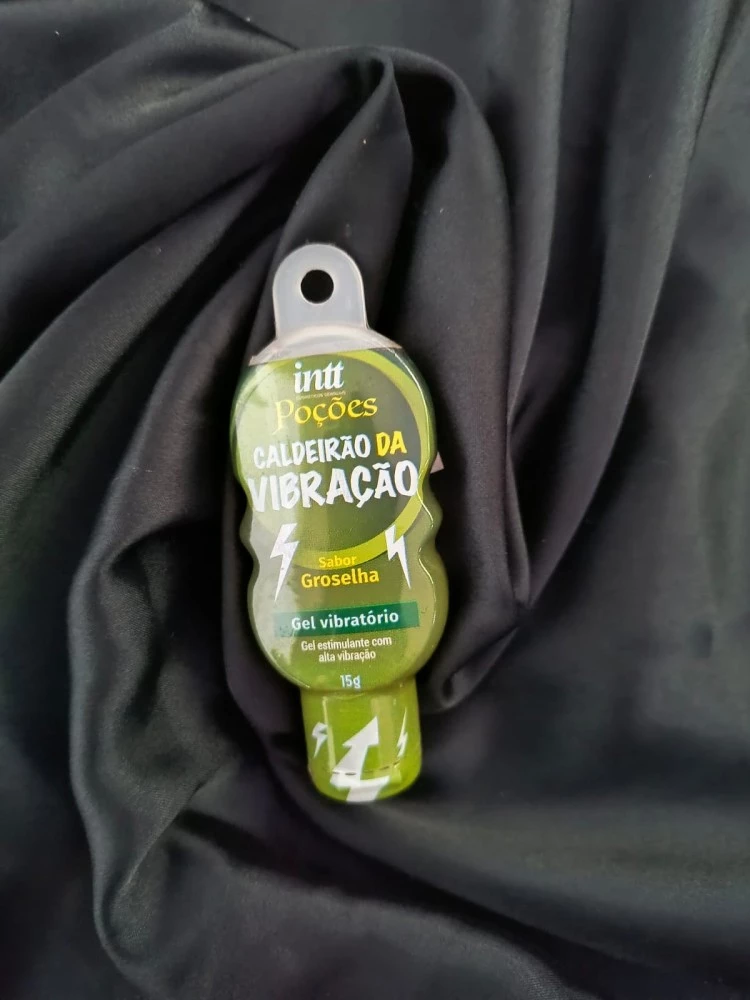 intt
Poções
CALDEIRÃO DA
VIBRAÇÃO
Sabor
Groselha
Gel vibratório
Gel estimulante com
alta vibração
15g